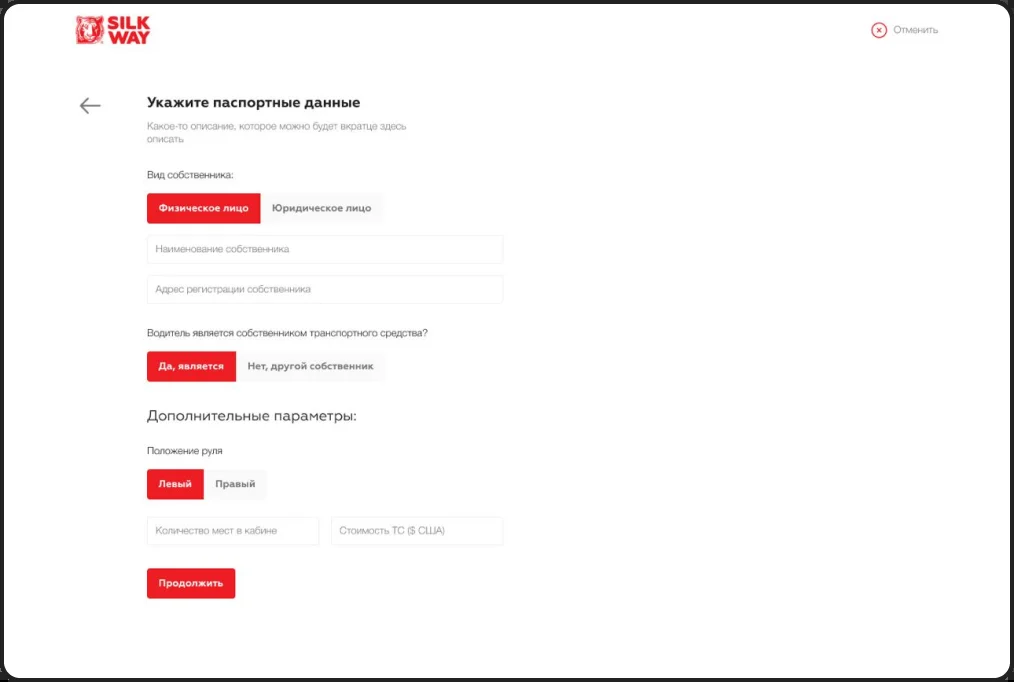 SILK
WAY
Отменить
Укажите паспортные данные
Какое-то описание, которое можно будет вкратце здесь
описать
Вид собственника:
Физическое лицо
Юридическое лицо
Наименование собственника
Адрес регистрации собственника
Водитель является собственником транспортного средства?
Да, является
Нет, другой собственник
Дополнительные параметры:
Положение руля
Левый
Правый
Количество мест в кабине
Стоимость ТС ($ США)
Продолжить